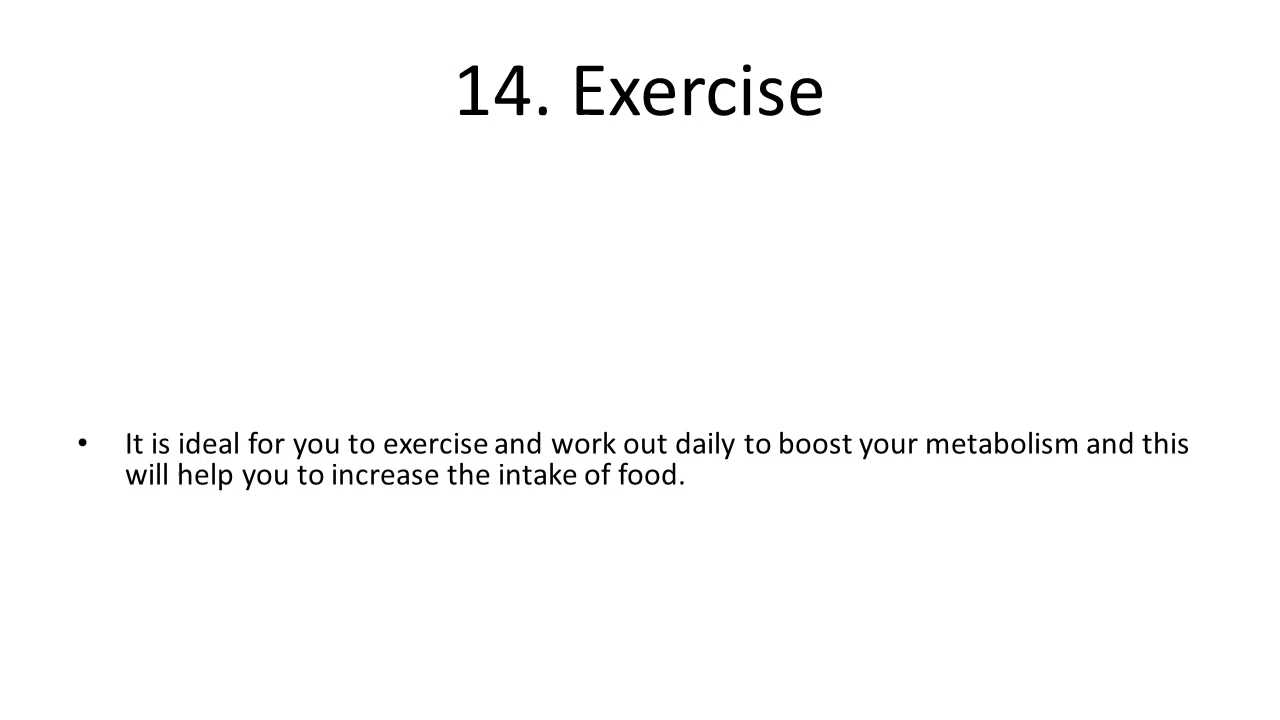 14. Exercise
• It is ideal for you to exercise and work out daily to boost your metabolism and this
will help you to increase the intake of food.